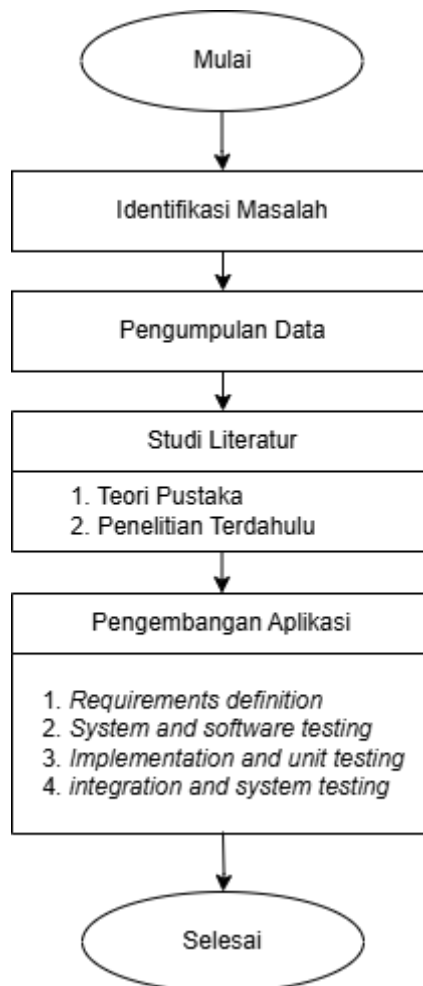 Mulai
Identifikasi Masalah
Pengumpulan Data
Studi Literatur
1. Teori Pustaka
2. Penelitian Terdahulu
Pengembangan Aplikasi
1. Requirements definition
2. System and software testing
3. Implementation and unit testing
4. integration and system testing
Selesai